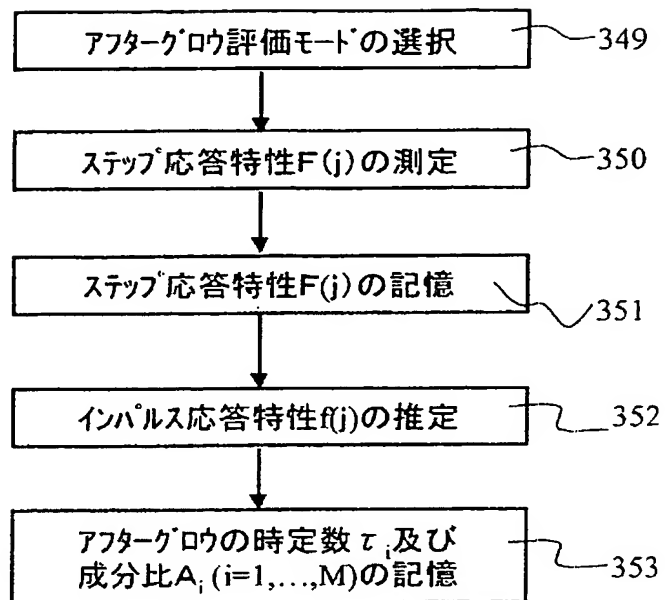 アフターグロウ評価モードの選択
349
ステップ応答特性F(j)の測定
350
ステップ応答特性F(j)の記憶
351
インパルス応答特性f(j)の推定
352
アフターグロウの時定数τi及び
成分比Ai (i=1,...,M)の記憶
353